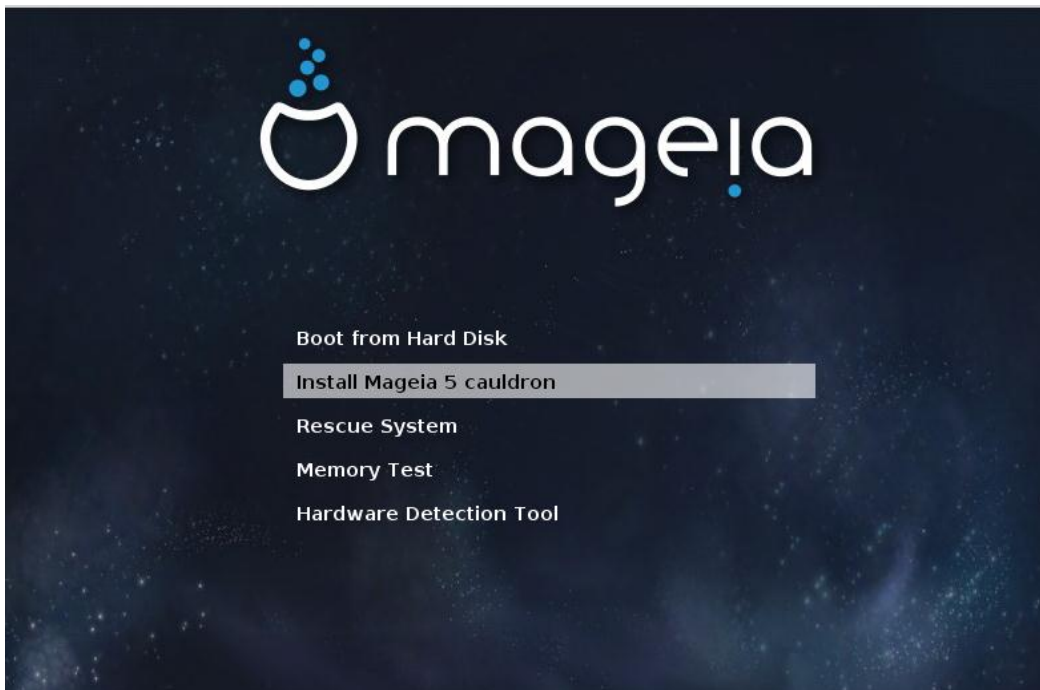 mageia
Boot from Hard Disk
Install Mageia 5 cauldron
Rescue System
Memory Test
Hardware Detection Tool